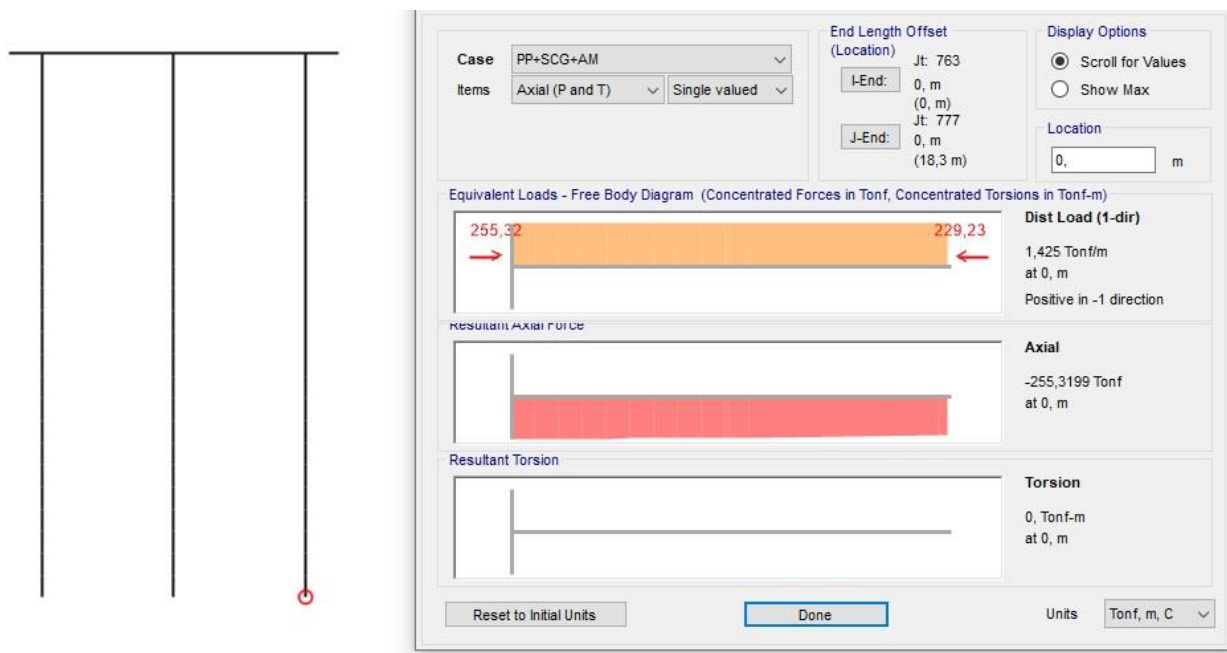 Case PP+SCG+AM
Items Axial (P and T) Single valued
End Length Offset
(Location)
Jt: 763
I-End: 0, m
(0, m)
Jt: 777
J-End: 0, m
(18,3 m)
Display Options
Scroll for Values
Show Max
Location
0, m
Equivalent Loads - Free Body Diagram (Concentrated Forces in Tonf, Concentrated Torsions in Tonf-m)
255,32 229,23
Dist Load (1-dir)
1,425 Tonf/m
at 0, m
Positive in -1 direction
Resultant Axial Force
Axial
-255,3199 Tonf
at 0, m
Resultant Torsion
Torsion
0, Tonf-m
at 0, m
Reset to Initial Units Done Units Tonf, m, C